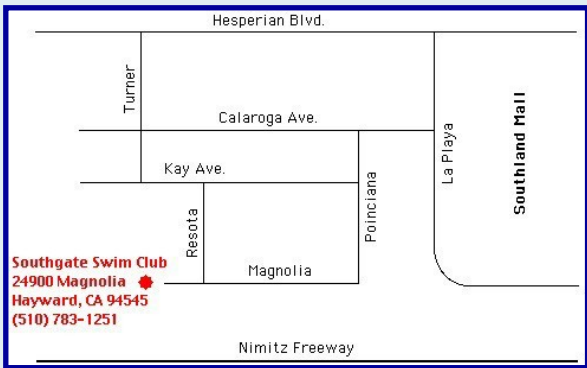 Hesperian Blvd.
Turner
Calaroga Ave.
La Playa
Southland Mall
Kay Ave.
Poinciana
Resota
Magnolia
Southgate Swim Club
24900 Magnolia
Hayward, CA 94545
(510) 783-1251
Nimitz Freeway